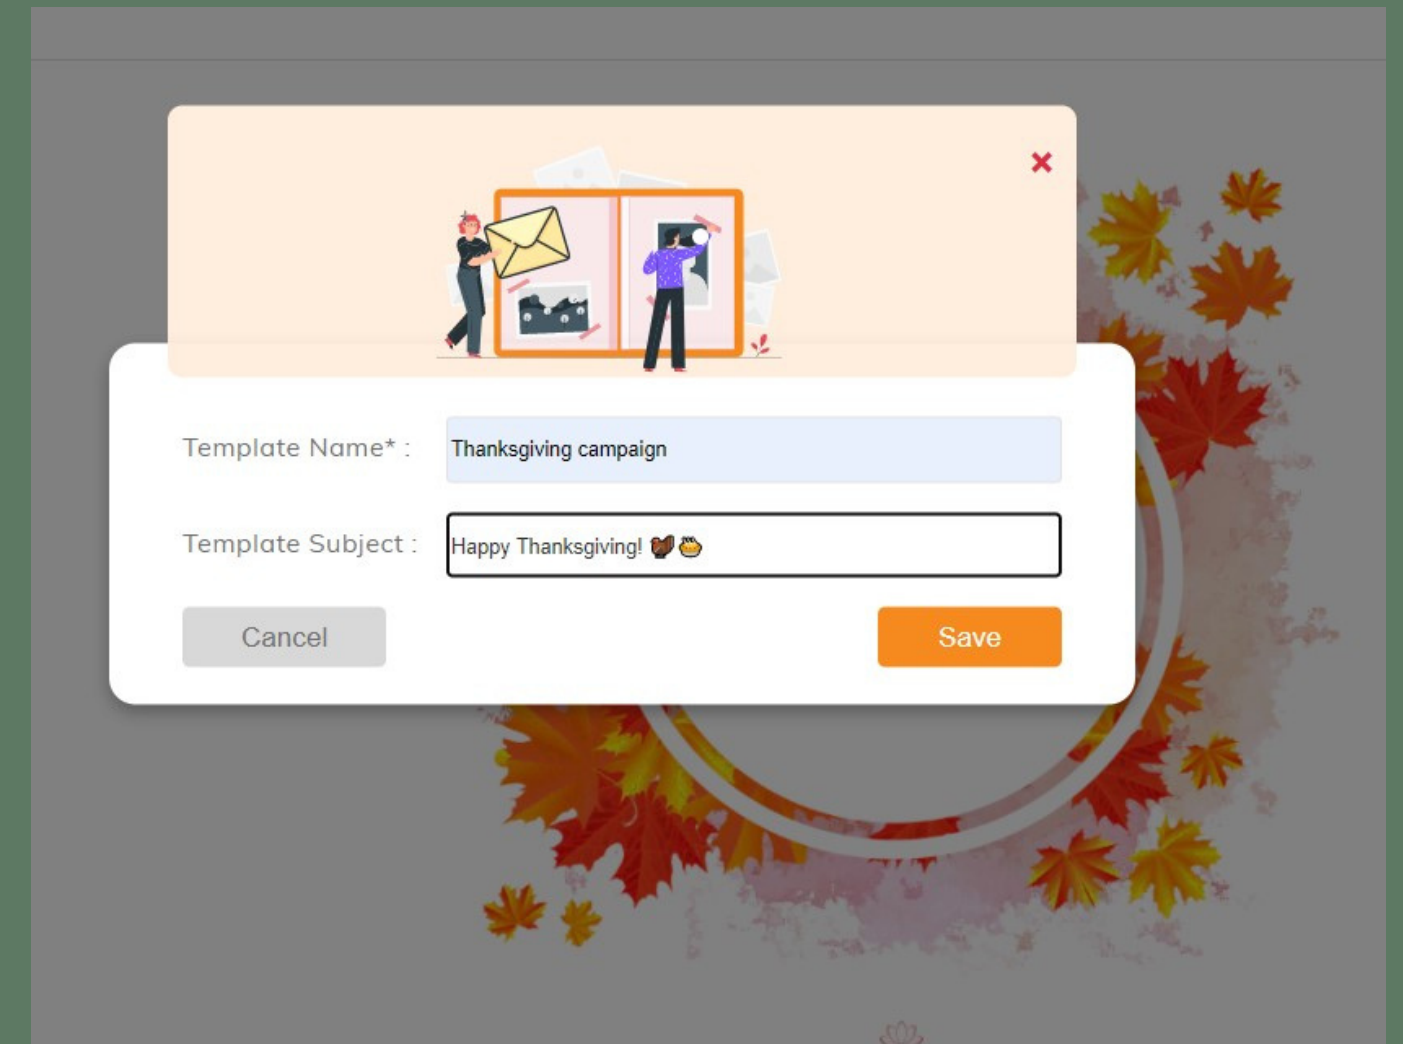 Template Name* :
Thanksgiving campaign
Template Subject :
Happy Thanksgiving! 🦃🥧
Cancel
Save